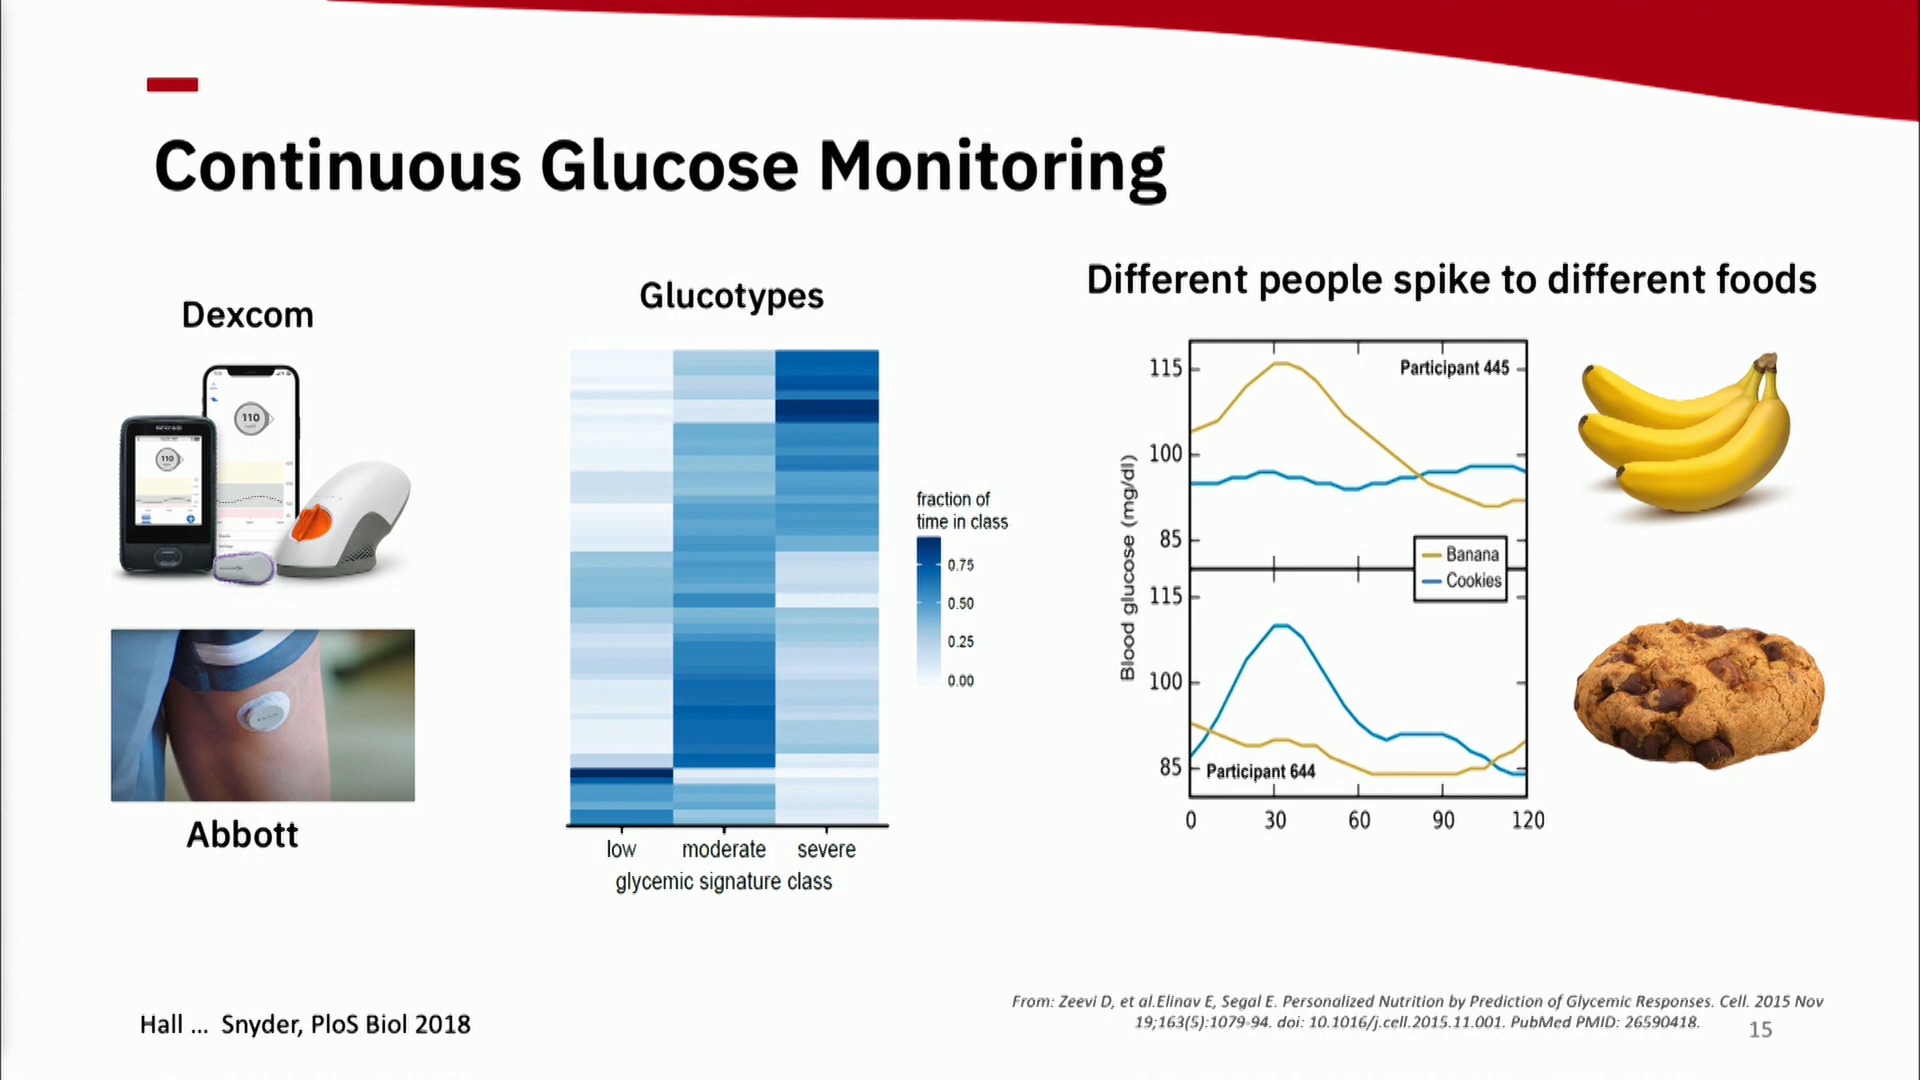 Continuous Glucose Monitoring
Dexcom
110
110
Abbott
Glucotypes
fraction of
time in class
0.75
0.50
0.25
0.00
low moderate severe
glycemic signature class
Different people spike to different foods
Participant 445
115
100
85
Banana
Cookies
Blood glucose (mg/dl)
115
100
85
Participant 644
0 30 60 90 120
Hall ... Snyder, PloS Biol 2018
From: Zeevi D, et al.Elinav E, Segal E. Personalized Nutrition by Prediction of Glycemic Responses. Cell. 2015 Nov
19;163(5):1079-94. doi: 10.1016/j.cell.2015.11.001. PubMed PMID: 26590418.
15